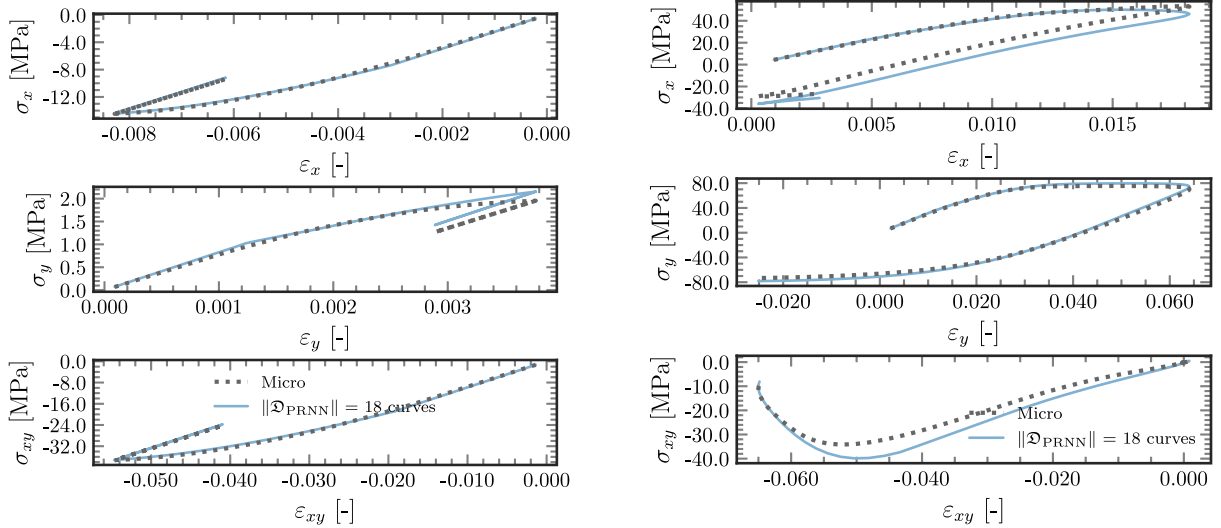 0.0
-4.0
-8.0
-12.0
σx [MPa]
-0.008 -0.006 -0.004 -0.002 0.000
εx [-]
2.0
1.5
1.0
0.5
0.0
σy [MPa]
0.000 0.001 0.002 0.003
εy [-]
0.0
-8.0
-16.0
-24.0
-32.0
σxy [MPa]
Micro
∥𝔇PRNN∥ = 18 curves
-0.050 -0.040 -0.030 -0.020 -0.010 0.000
εxy [-]
40.0
20.0
0.0
-20.0
-40.0
σx [MPa]
0.000 0.005 0.010 0.015
εx [-]
80.0
40.0
0.0
-40.0
-80.0
σy [MPa]
-0.020 0.000 0.020 0.040 0.060
εy [-]
0.0
-10.0
-20.0
-30.0
-40.0
σxy [MPa]
Micro
∥𝔇PRNN∥ = 18 curves
-0.060 -0.040 -0.020 0.000
εxy [-]